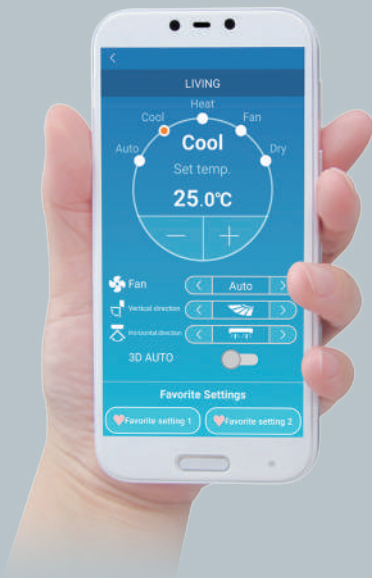 LIVING
Heat
Cool Fan
Auto Cool Dry
Set temp.
25.0°C
Fan Auto
Vertical direction
Horizontal direction
3D AUTO
Favorite Settings
Favorite setting 1 Favorite setting 2